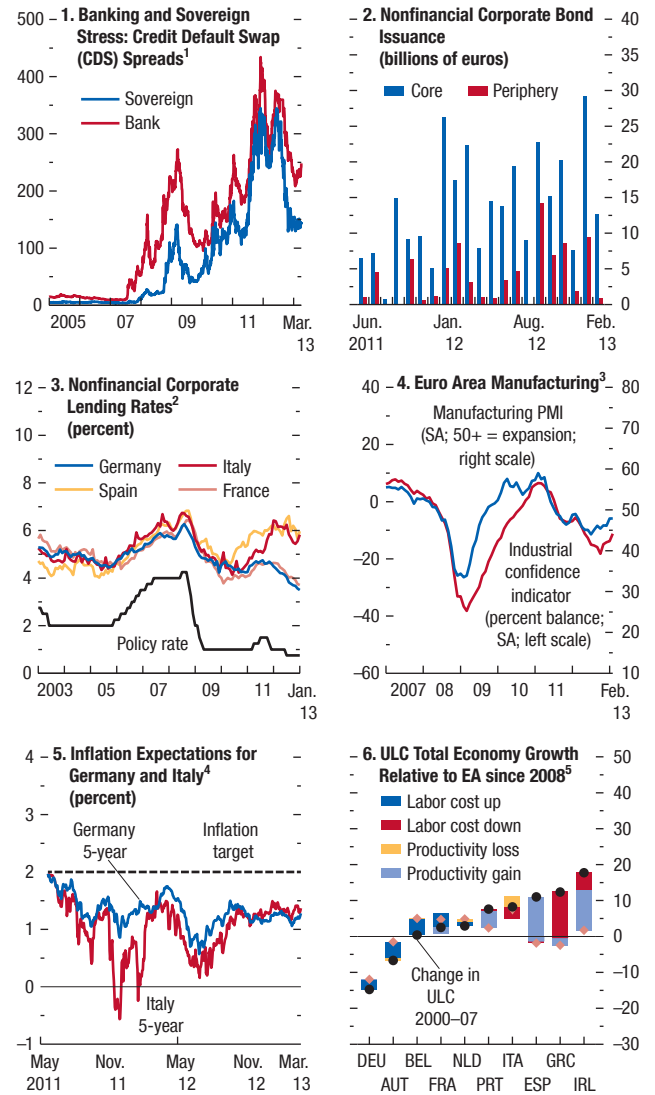 1. Banking and Sovereign
Stress: Credit Default Swap
(CDS) Spreads1
500
400
300
200
100
0
Sovereign
Bank
2005 07 09 11 Mar.
13
2. Nonfinancial Corporate Bond
Issuance
(billions of euros)
Core Periphery
40
35
30
25
20
15
10
5
0
Jun. Jan. Aug. Feb.
2011 12 12 13
3. Nonfinancial Corporate
Lending Rates2
(percent)
12
10
8
6
4
2
0
Germany Italy
Spain France
Policy rate
2003 05 07 09 11 Jan.
13
4. Euro Area Manufacturing3
40
20
0
–20
–40
–60
80
70
60
50
40
30
20
10
Manufacturing PMI
(SA; 50+ = expansion;
right scale)
Industrial
confidence
indicator
(percent balance;
SA; left scale)
2007 08 09 10 11 Feb.
13
5. Inflation Expectations for
Germany and Italy4
(percent)
4
3
2
1
0
–1
Germany
5-year
Inflation
target
Italy
5-year
May Nov. May Nov. Mar.
2011 11 12 12 13
6. ULC Total Economy Growth
Relative to EA since 20085
Labor cost up
Labor cost down
Productivity loss
Productivity gain
50
40
30
20
10
0
–10
–20
–30
Change in
ULC
2000–07
DEU BEL NLD ITA GRC
AUT FRA PRT ESP IRL